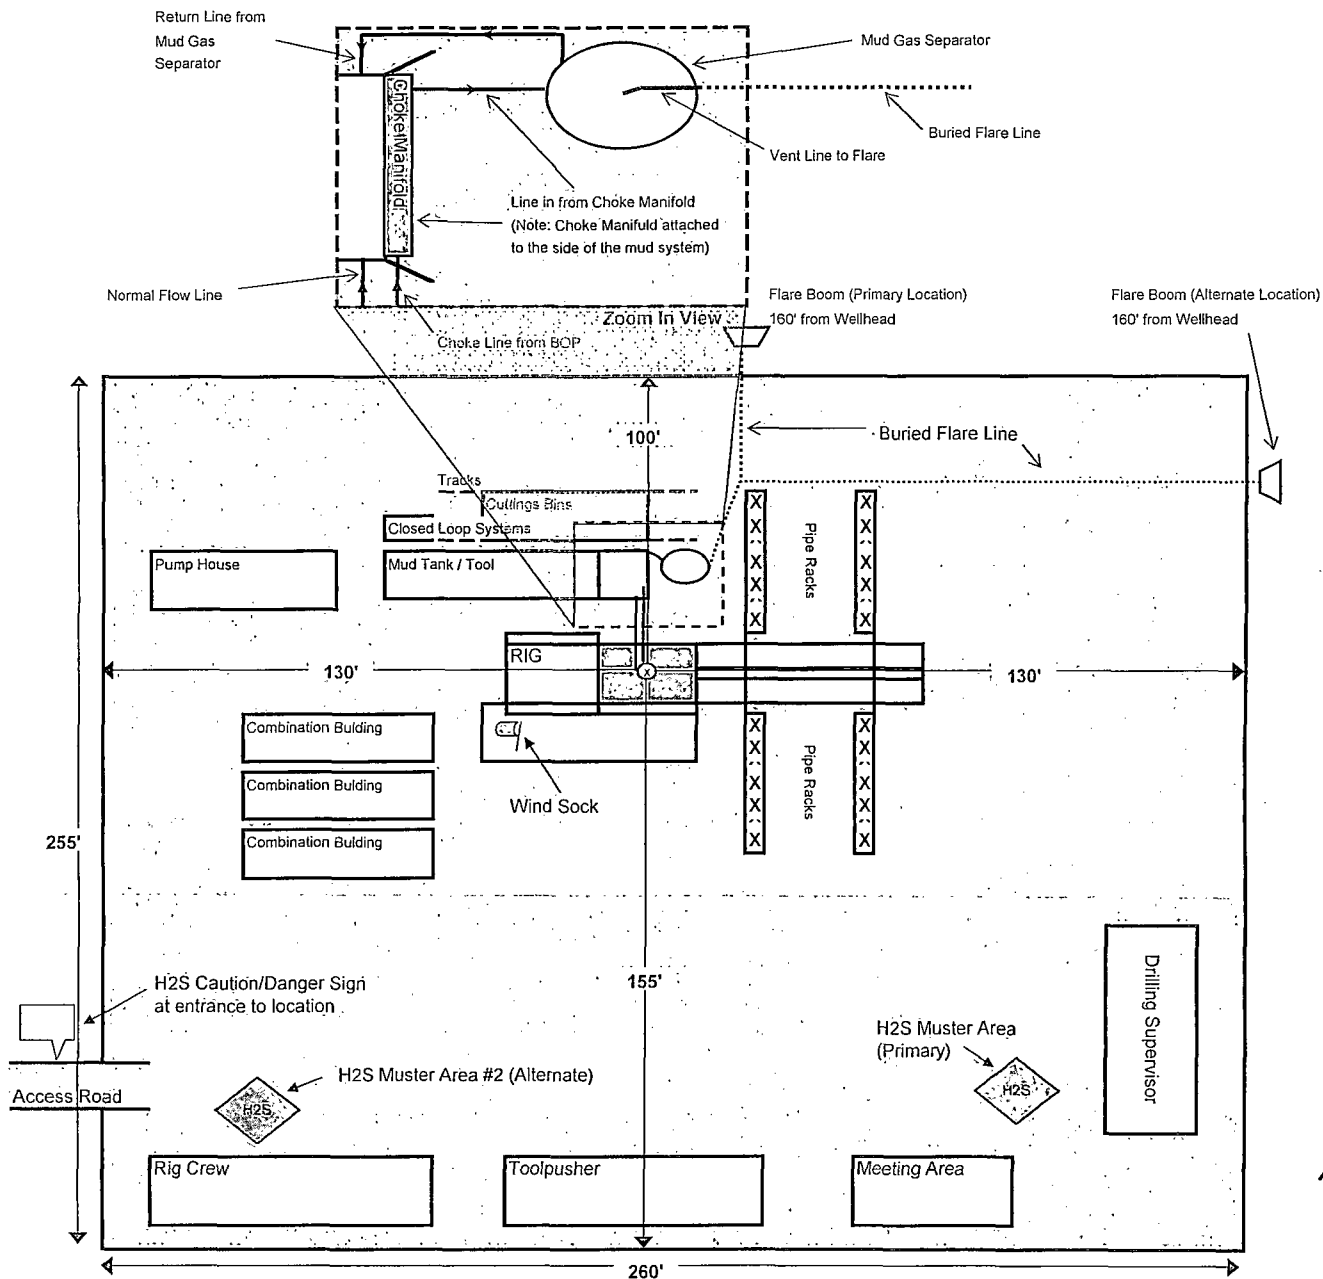 Return Line from
Mud Gas
Separator
Mud Gas Separator
Buried Flare Line
Vent Line to Flare
Choke Manifold
Line in from Choke Manifold
(Note: Choke Manifold attached
to the side of the mud system)
Normal Flow Line
Zoom In View
Choke Line from BOP
Flare Boom (Primary Location)
160' from Wellhead
Flare Boom (Alternate Location)
160' from Wellhead
100'
Buried Flare Line
Tracks
Cuttings Bins
Closed Loop Systems
Pump House
Mud Tank / Tool
X
X
X
X
X
Pipe Racks
X
X
X
X
X
RIG
X
130'
130'
Combination Bulding
Combination Bulding
Combination Bulding
Wind Sock
X
X
X
X
X
Pipe Racks
X
X
X
X
X
255'
155'
H2S Caution/Danger Sign
at entrance to location
Drilling Supervisor
H2S Muster Area
(Primary)
H2S
H2S Muster Area #2 (Alternate)
H2S
Access Road
Rig Crew
Toolpusher
Meeting Area
260'